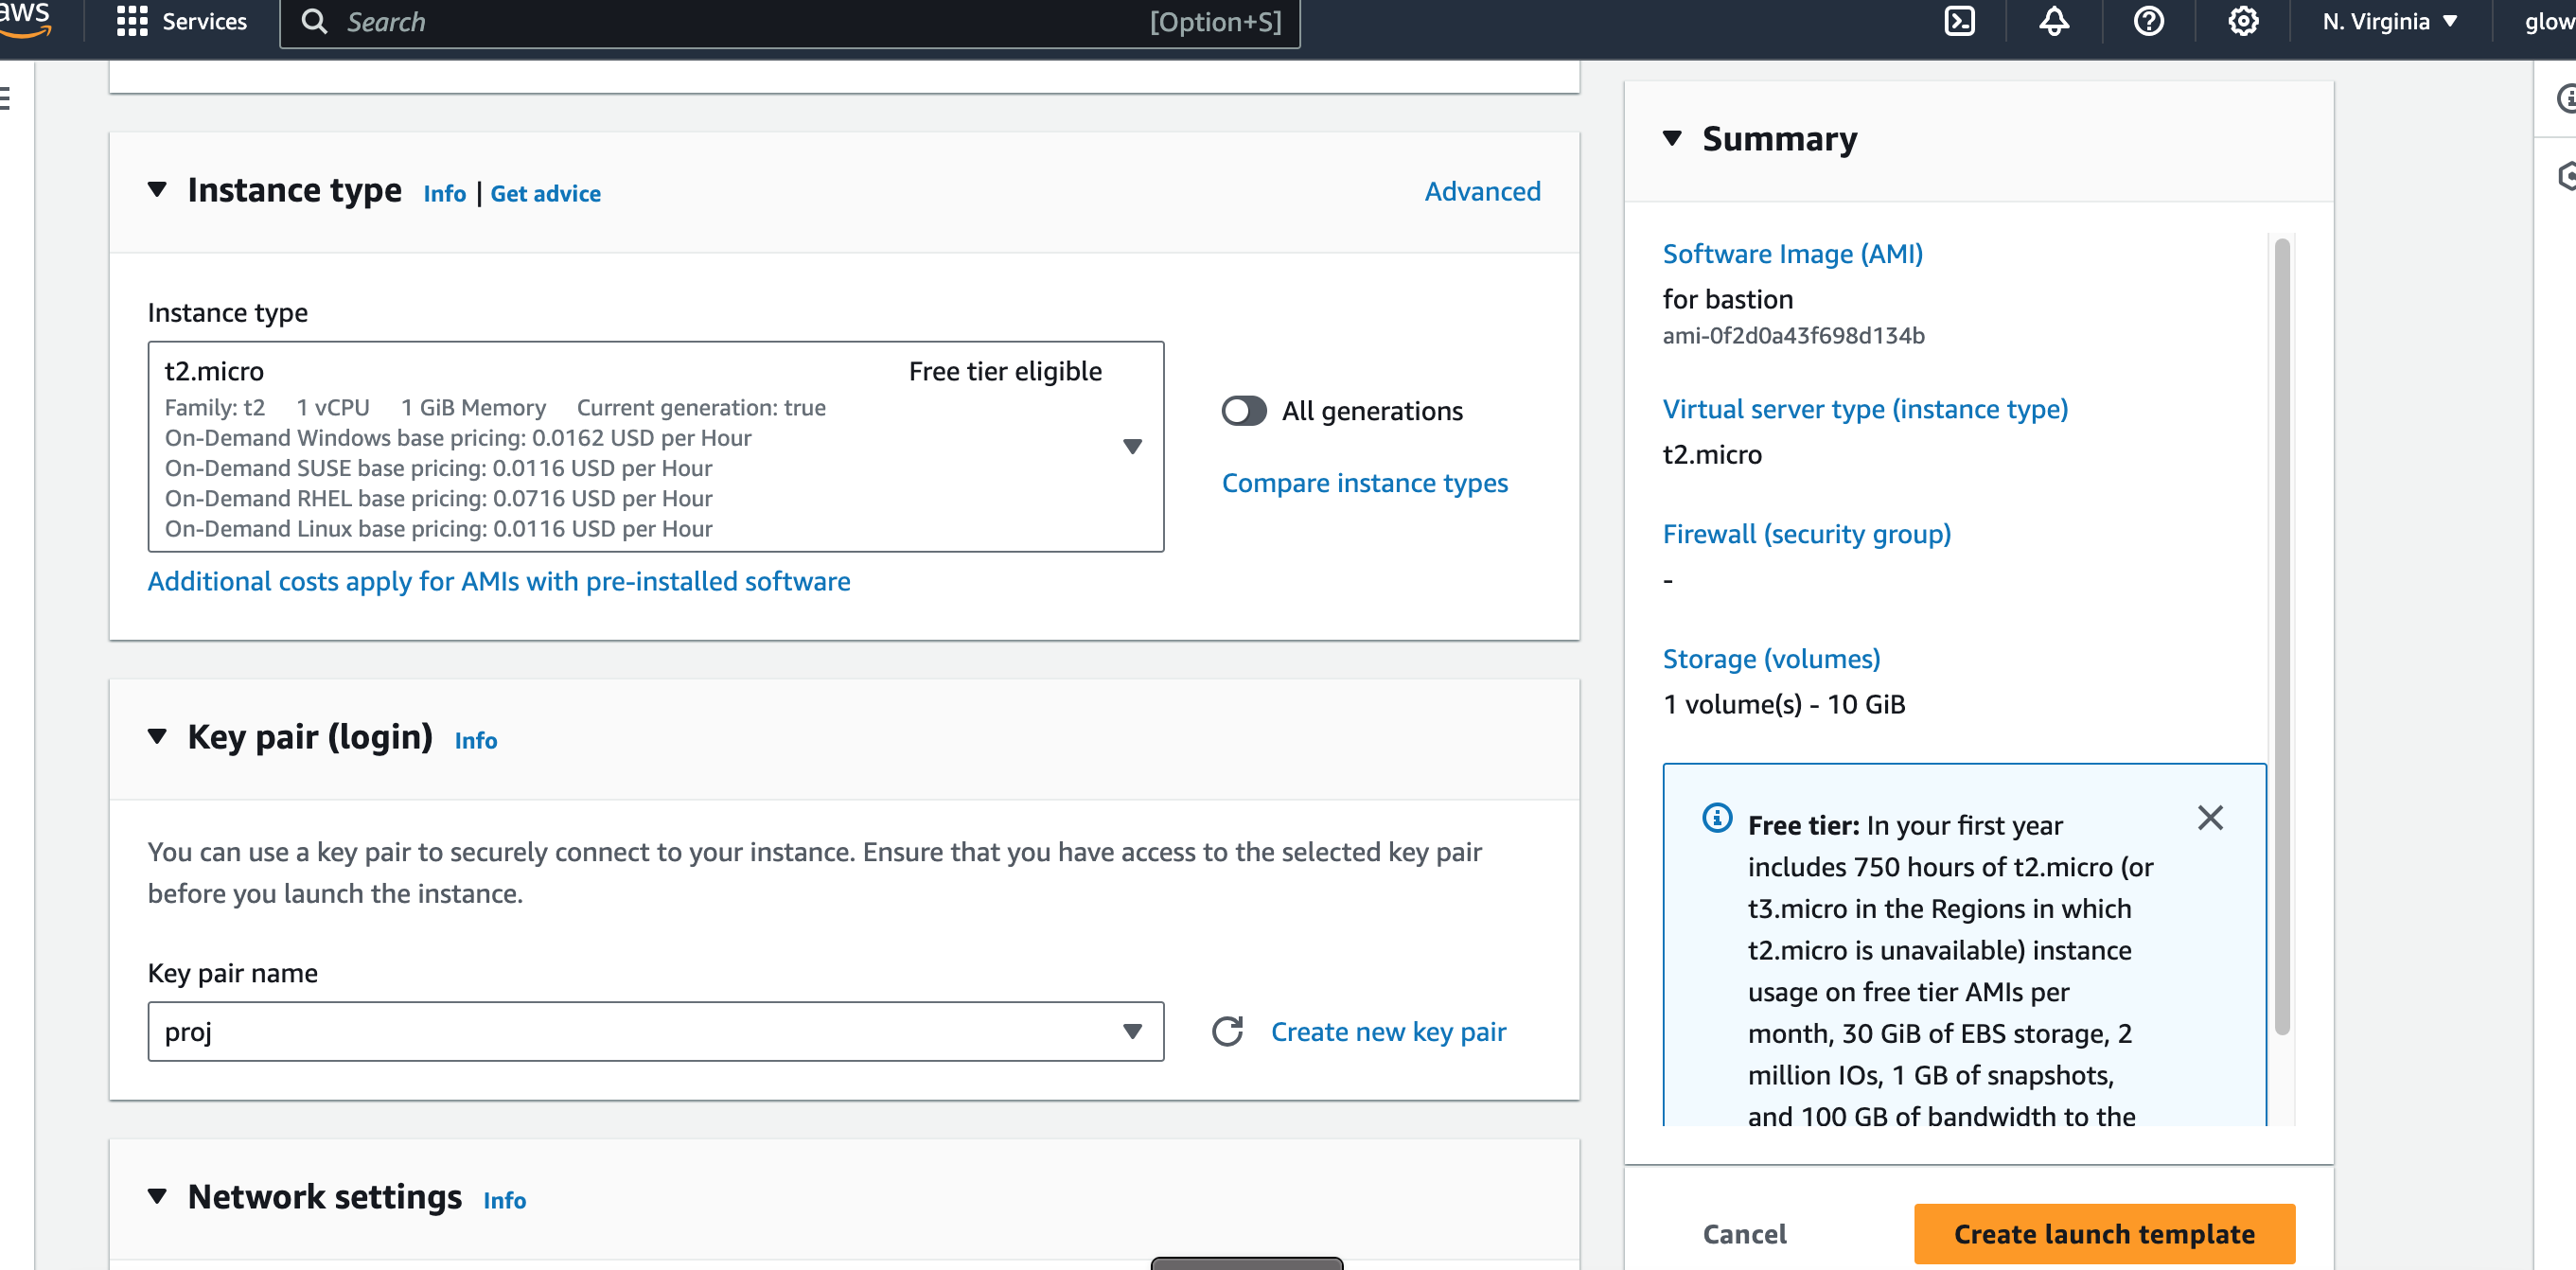 aws
Services
Search
[Option+S]
N. Virginia
glow
Instance type
Info | Get advice
Advanced
Instance type
t2.micro
Free tier eligible
Family: t2 1 vCPU 1 GiB Memory Current generation: true
On-Demand Windows base pricing: 0.0162 USD per Hour
On-Demand SUSE base pricing: 0.0116 USD per Hour
On-Demand RHEL base pricing: 0.0716 USD per Hour
On-Demand Linux base pricing: 0.0116 USD per Hour
All generations
Compare instance types
Additional costs apply for AMIs with pre-installed software
Key pair (login)
Info
You can use a key pair to securely connect to your instance. Ensure that you have access to the selected key pair
before you launch the instance.
Key pair name
proj
Create new key pair
Network settings
Info
Summary
Software Image (AMI)
for bastion
ami-0f2d0a43f698d134b
Virtual server type (instance type)
t2.micro
Firewall (security group)
-
Storage (volumes)
1 volume(s) - 10 GiB
Free tier: In your first year
includes 750 hours of t2.micro (or
t3.micro in the Regions in which
t2.micro is unavailable) instance
usage on free tier AMIs per
month, 30 GiB of EBS storage, 2
million IOs, 1 GB of snapshots,
and 100 GB of bandwidth to the
Cancel
Create launch template